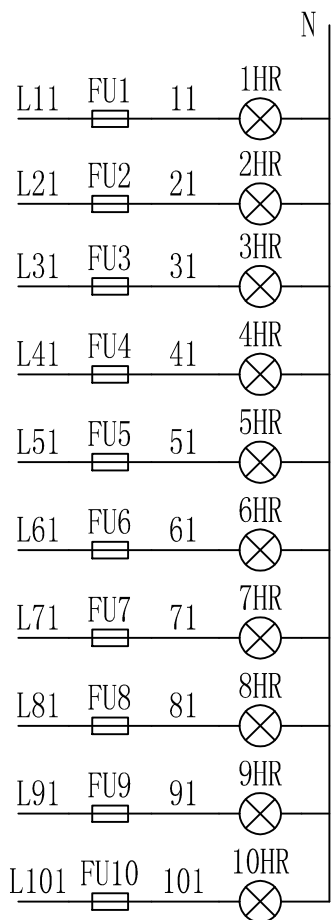 N
L11 FU1 11 1HR
L21 FU2 21 2HR
L31 FU3 31 3HR
L41 FU4 41 4HR
L51 FU5 51 5HR
L61 FU6 61 6HR
L71 FU7 71 7HR
L81 FU8 81 8HR
L91 FU9 91 9HR
L101 FU10 101 10HR